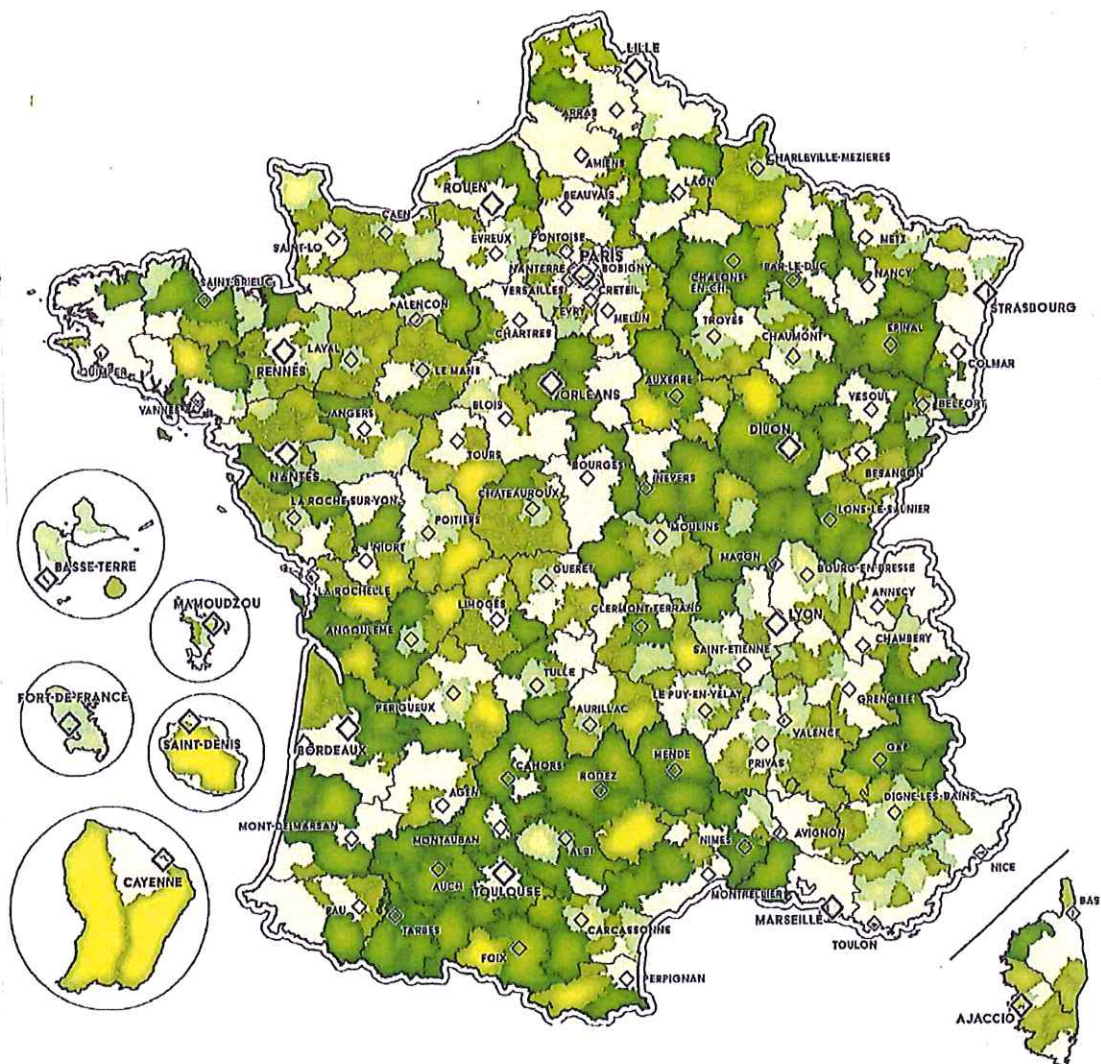 LILLE
ARRAS
AMIENS
CHARLEVILLE-MEZIERES
ROUEN
BEAUVAIS
LAON
CAEN
SAINT-LO
EVREUX
PONTOISE
METZ
PARIS
NANTERRE
BOBIGNY
CHALONS-
EN-CH.
BAR-LE-DUC
NANCY
SAINT-BRIEUC
VERSAILLES
CRETEIL
STRASBOURG
ALENCON
EVRY
MELUN
CHARTRES
TROYES
CHAUMONT
EPINAL
LAVAL
RENNES
LE MANS
COLMAR
QUIMPER
ORLEANS
AUXERRE
VANNES
BLOIS
VESOUL
BELFORT
ANGERS
TOURS
DIJON
NANTES
BOURGES
NEVERS
BESANCON
CHATEAUROUX
LA ROCHE-SUR-YON
POITIERS
LONS-LE-SAUNIER
MOULINS
NIORT
MACON
BASSE-TERRE
GUERET
BOURG-EN-BRESSE
LA ROCHELLE
ANNECY
MAMOUDZOU
LIMOGES
CLERMONT-FERRAND
LYON
ANGOULEME
CHAMBERY
SAINT-ETIENNE
TULLE
FORT-DE-FRANCE
PERIGUEUX
LE PUY-EN-VELAY
GRENOBLE
AURILLAC
SAINT-DENIS
BORDEAUX
VALENCE
MENDE
PRIVAS
GAP
CAHORS
RODEZ
AGEN
DIGNE-LES-BAINS
MONT-DE-MARSAN
MONTAUBAN
ALBI
NIMES
AVIGNON
NICE
CAYENNE
AUCH
TOULOUSE
MONTPELLIER
PAU
TARBES
MARSEILLE
CARCASSONNE
TOULON
BAS
FOIX
PERPIGNAN
AJACCIO